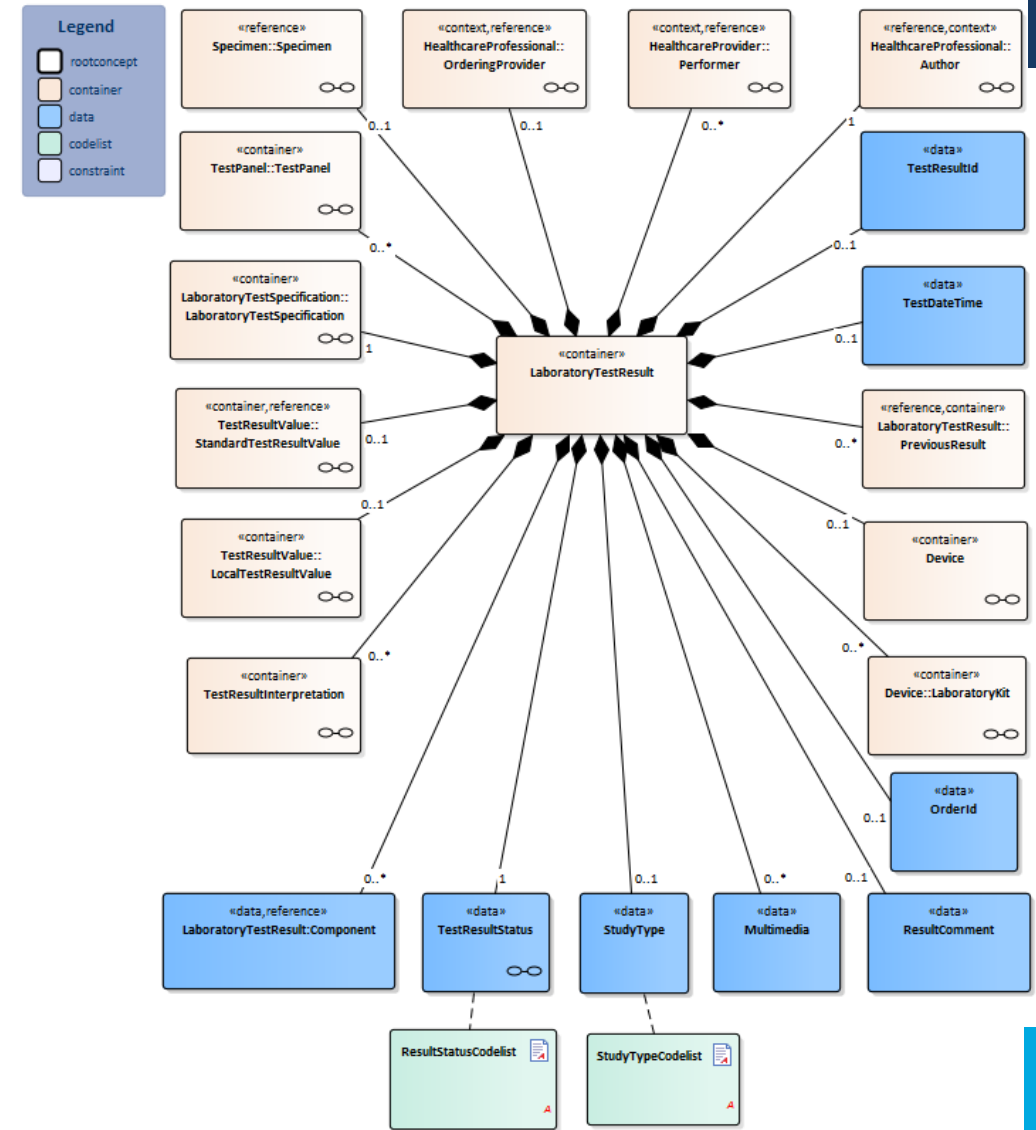 Legend
rootconcept
container
data
codelist
constraint
«reference»
Specimen::Specimen
«context,reference»
HealthcareProfessional::
OrderingProvider
«context,reference»
HealthcareProvider::
Performer
«reference,context»
HealthcareProfessional::
Author
0..1
0..1
0..*
1
«container»
TestPanel::TestPanel
0..*
«data»
TestResultId
0..1
«container»
LaboratoryTestSpecification::
LaboratoryTestSpecification
1
«data»
TestDateTime
0..1
«container»
LaboratoryTestResult
«container,reference»
TestResultValue::
StandardTestResultValue
0..1
«reference,container»
LaboratoryTestResult::
PreviousResult
0..*
«container»
TestResultValue::
LocalTestResultValue
0..1
«container»
Device
0..1
«container»
TestResultInterpretation
0..*
«container»
Device::LaboratoryKit
0..*
«data»
OrderId
0..1
0..*
1
0..1
0..*
0..1
«data,reference»
LaboratoryTestResult:Component
«data»
TestResultStatus
«data»
StudyType
«data»
Multimedia
«data»
ResultComment
ResultStatusCodelist
A
StudyTypeCodelist
A